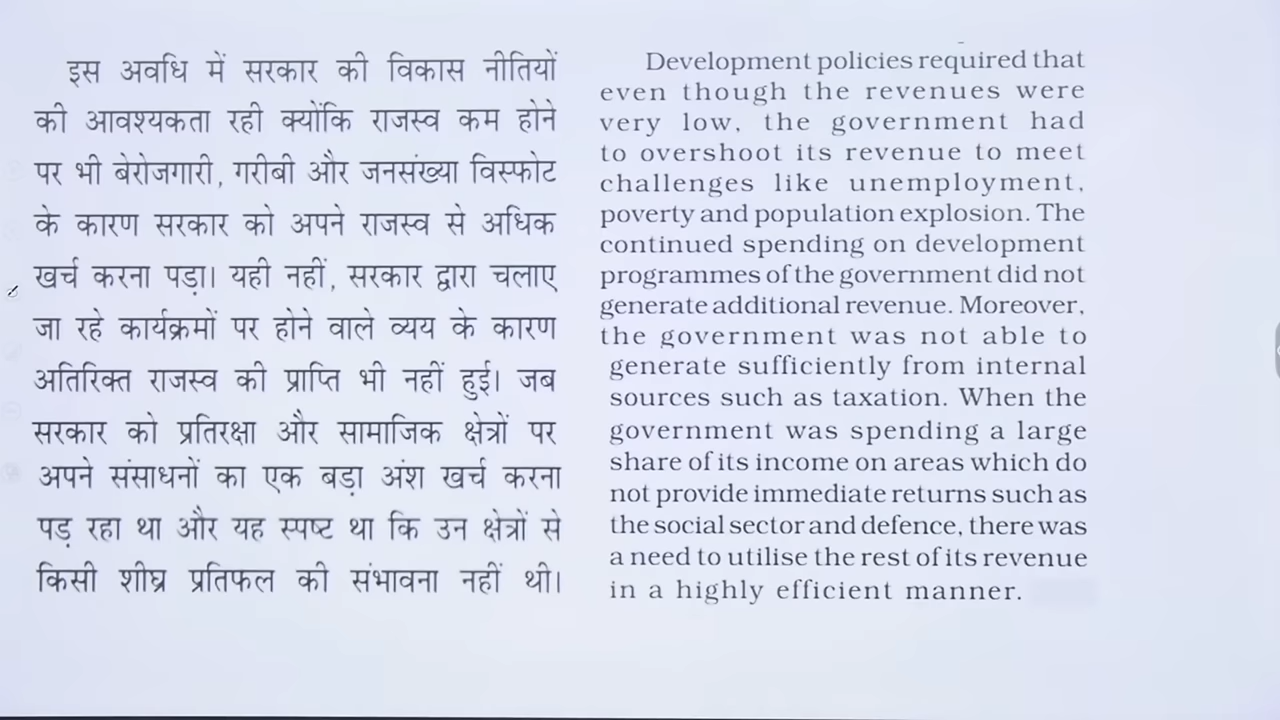 इस अवधि में सरकार की विकास नीतियों
की आवश्यकता रही क्योंकि राजस्व कम होने
पर भी बेरोजगारी, गरीबी और जनसंख्या विस्फोट
के कारण सरकार को अपने राजस्व से अधिक
खर्च करना पड़ा। यही नहीं, सरकार द्वारा चलाए
जा रहे कार्यक्रमों पर होने वाले व्यय के कारण
अतिरिक्त राजस्व की प्राप्ति भी नहीं हुई। जब
सरकार को प्रतिरक्षा और सामाजिक क्षेत्रों पर
अपने संसाधनों का एक बड़ा अंश खर्च करना
पड़ रहा था और यह स्पष्ट था कि उन क्षेत्रों से
किसी शीघ्र प्रतिफल की संभावना नहीं थी।
Development policies required that
even though the revenues were
very low, the government had
to overshoot its revenue to meet
challenges like unemployment,
poverty and population explosion. The
continued spending on development
programmes of the government did not
generate additional revenue. Moreover,
the government was not able to
generate sufficiently from internal
sources such as taxation. When the
government was spending a large
share of its income on areas which do
not provide immediate returns such as
the social sector and defence, there was
a need to utilise the rest of its revenue
in a highly efficient manner.